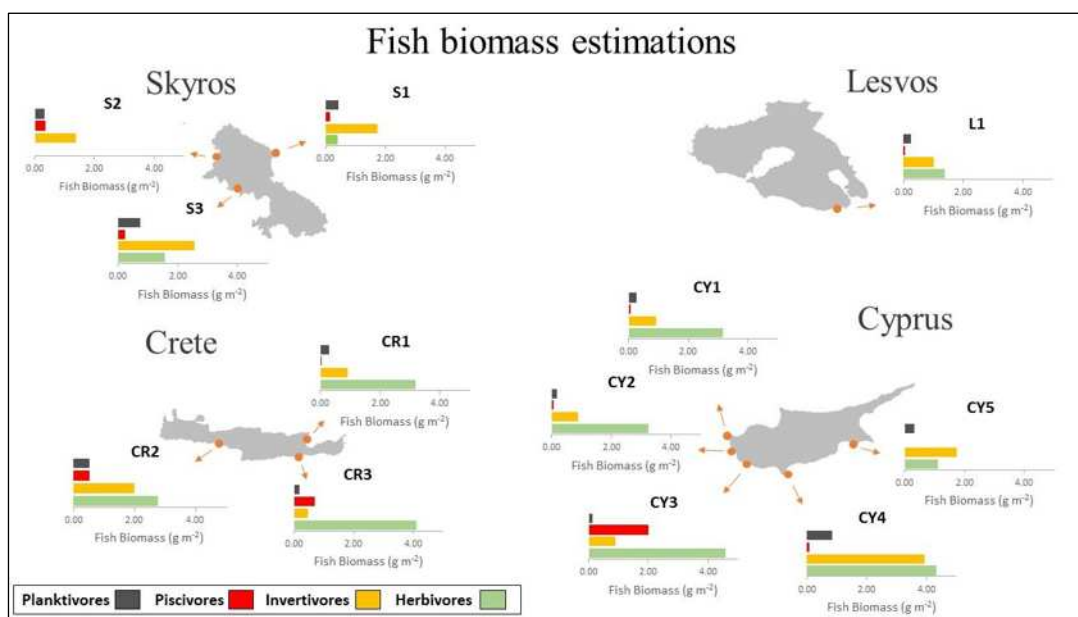 Fish biomass estimations
Skyros
Lesvos
S2
0.00 2.00 4.00
Fish Biomass (g m-2)
S1
0.00 2.00 4.00
Fish Biomass (g m-2)
L1
0.00 2.00 4.00
Fish Biomass (g m-2)
S3
0.00 2.00 4.00
Fish Biomass (g m-2)
Crete
Cyprus
CY1
0.00 2.00 4.00
Fish Biomass (g m-2)
CR1
0.00 2.00 4.00
Fish Biomass (g m-2)
CY2
0.00 2.00 4.00
Fish Biomass (g m-2)
CY5
0.00 2.00 4.00
Fish Biomass (g m-2)
CR2
0.00 2.00 4.00
Fish Biomass (g m-2)
CR3
0.00 2.00 4.00
Fish Biomass (g m-2)
CY3
0.00 2.00 4.00
Fish Biomass (g m-2)
CY4
0.00 2.00 4.00
Fish Biomass (g m-2)
Planktivores Piscivores Invertivores Herbivores